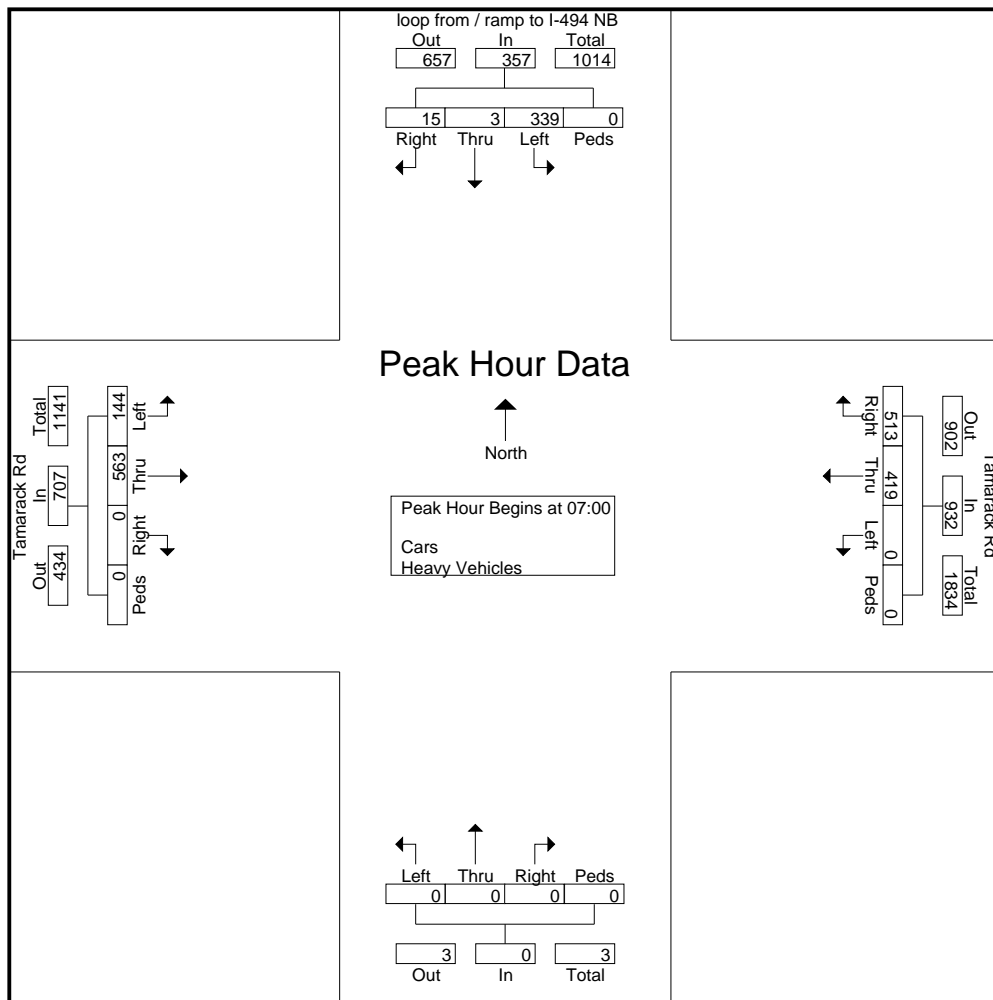 loop from / ramp to I-494 NB
Out In Total
657 357 1014
15 3 339 0
Right Thru Left Peds
Peak Hour Data
North
Peak Hour Begins at 07:00
Cars
Heavy Vehicles
Tamarack Rd
Total In Out
1141 707 434
144 563 0 0
Left Thru Right Peds
Right Thru Left Peds
513 419 0 0
Out In Total
902 932 1834
Tamarack Rd
Left Thru Right Peds
0 0 0 0
3 0 3
Out In Total